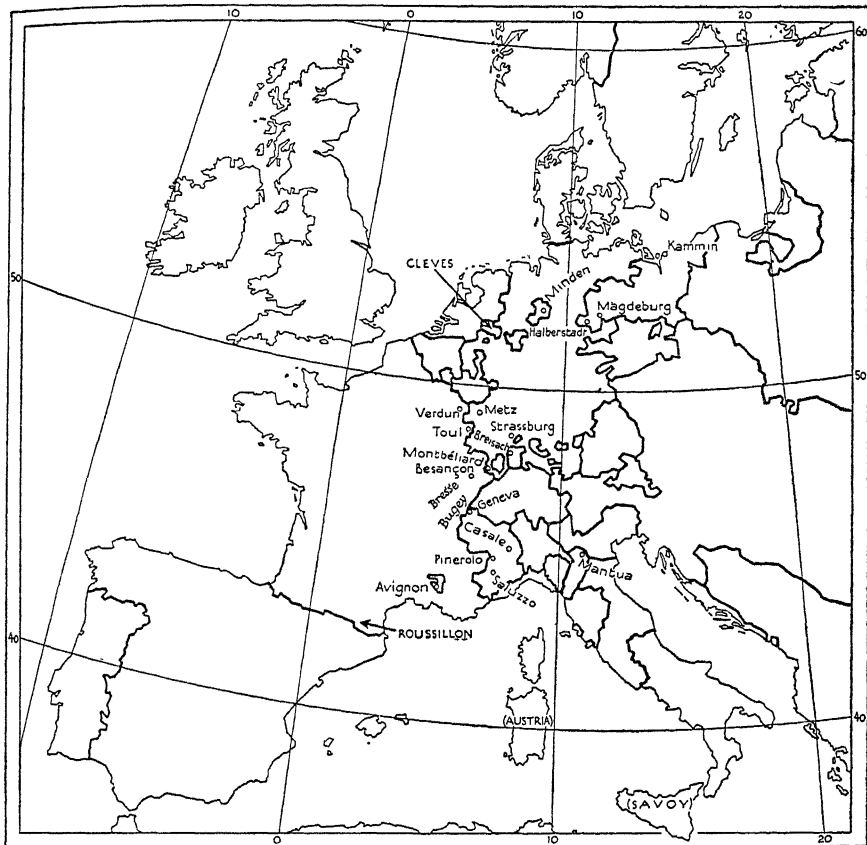 10
0
10
20
60
Kammin
CLEVES
Minden
50
Magdeburg
Halberstadt
50
Verdun
Metz
Strassburg
Toul
Breisach
Montbéliard
Besançon
Bresse
Geneva
Bugey
Casale
Pinerolo
Mantua
Avignon
Saluzzo
ROUSSILLON
40
(AUSTRIA)
40
(SAVOY)
0
10
20